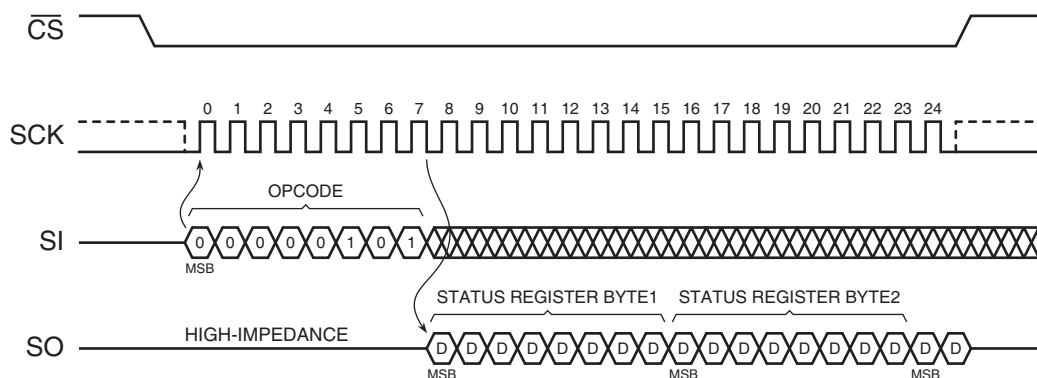 CS
SCK
0 1 2 3 4 5 6 7 8 9 10 11 12 13 14 15 16 17 18 19 20 21 22 23 24
OPCODE
SI
0 0 0 0 0 1 0 1
MSB
STATUS REGISTER BYTE1 STATUS REGISTER BYTE2
SO
HIGH-IMPEDANCE
D D D D D D D D D D D D D D D D D D
MSB MSB MSB